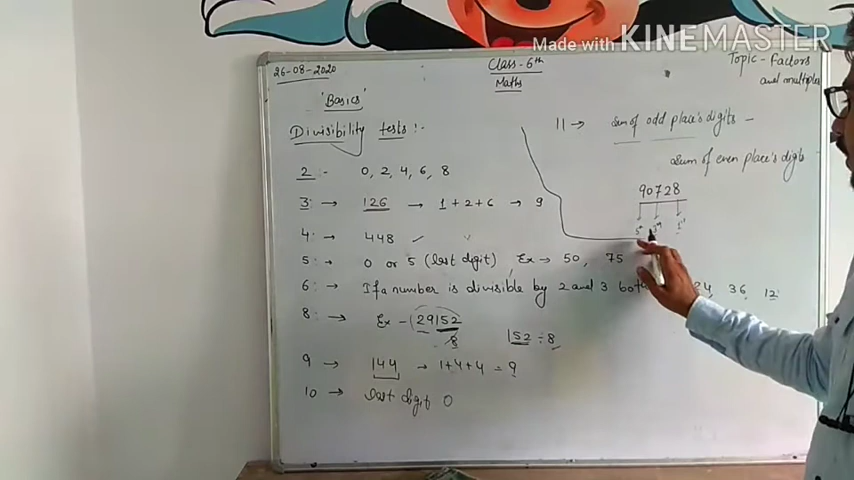 Made with KINEMASTER
26-08-2020
Class-6th
Maths
Topic- Factors
and multiples
'Basics'
Divisibility tests:-
2:- 0, 2, 4, 6, 8
3: → 126 → 1+2+6 → 9
4: → 448 ✓
5: → 0 or 5 (last digit) Ex → 50, 75
6: → If a number is divisible by 2 and 3 both 24, 36, 12
8: → Ex - 29152
8
152 ÷ 8
9 → 144 → 1+4+4 = 9
10 → last digit 0
11 → sum of odd place's digits -
sum of even place's digits
90728
5th 1st